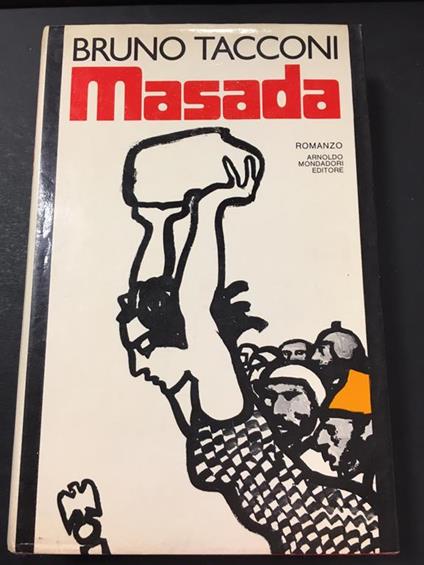 BRUNO TACCONI
Masada
ROMANZO
ARNOLDO
MONDADORI
EDITORE